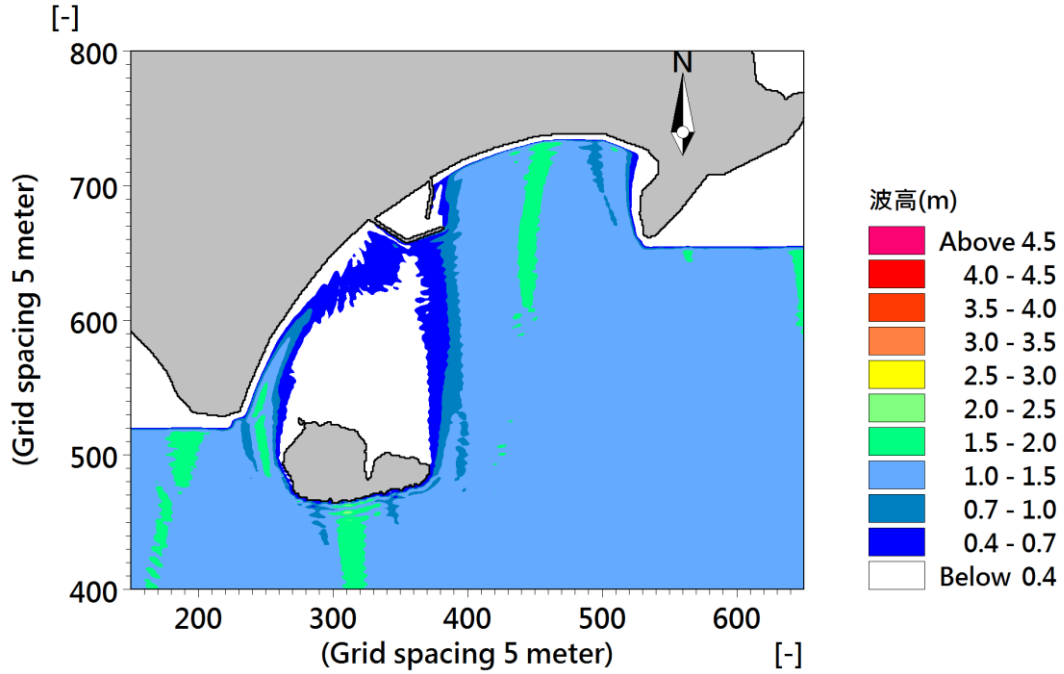 [-]
800
700
600
500
400
(Grid spacing 5 meter)
N
200
300
400
500
600
(Grid spacing 5 meter)
[-]
波高(m)
Above 4.5
4.0 - 4.5
3.5 - 4.0
3.0 - 3.5
2.5 - 3.0
2.0 - 2.5
1.5 - 2.0
1.0 - 1.5
0.7 - 1.0
0.4 - 0.7
Below 0.4